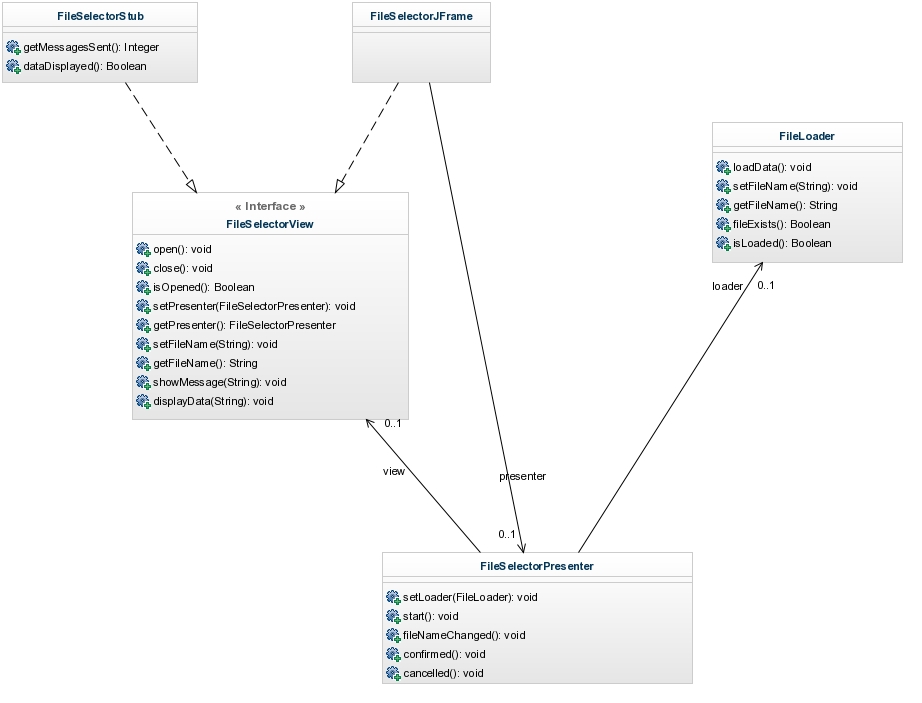 FileSelectorStub
getMessagesSent(): Integer
dataDisplayed(): Boolean
FileSelectorJFrame
FileLoader
loadData(): void
setFileName(String): void
getFileName(): String
fileExists(): Boolean
isLoaded(): Boolean
« Interface »
FileSelectorView
open(): void
close(): void
isOpened(): Boolean
setPresenter(FileSelectorPresenter): void
getPresenter(): FileSelectorPresenter
setFileName(String): void
getFileName(): String
showMessage(String): void
displayData(String): void
loader
0..1
0..1
view
presenter
0..1
FileSelectorPresenter
setLoader(FileLoader): void
start(): void
fileNameChanged(): void
confirmed(): void
cancelled(): void